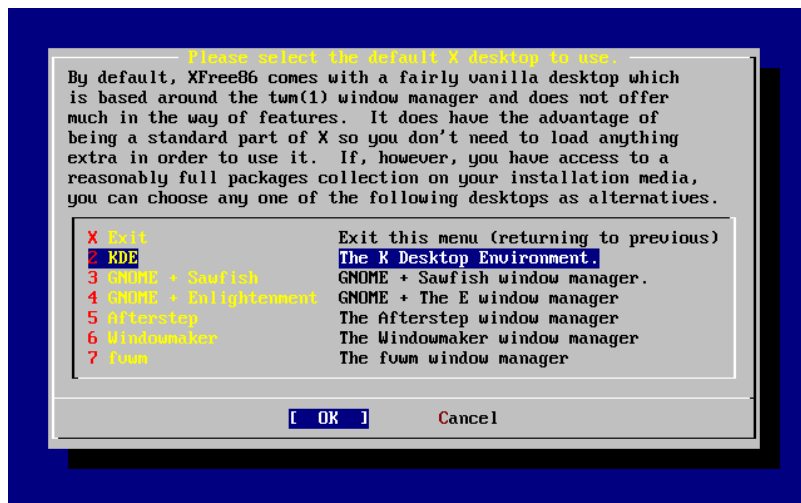 Please select the default X desktop to use.
By default, XFree86 comes with a fairly vanilla desktop which
is based around the twm(1) window manager and does not offer
much in the way of features.  It does have the advantage of
being a standard part of X so you don't need to load anything
extra in order to use it.  If, however, you have access to a
reasonably full packages collection on your installation media,
you can choose any one of the following desktops as alternatives.
X Exit Exit this menu (returning to previous)
2 KDE The K Desktop Environment.
3 GNOME + Sawfish GNOME + Sawfish window manager.
4 GNOME + Enlightenment GNOME + The E window manager
5 Afterstep The Afterstep window manager
6 Windowmaker The Windowmaker window manager
7 fvwm The fvwm window manager
[ OK ] Cancel